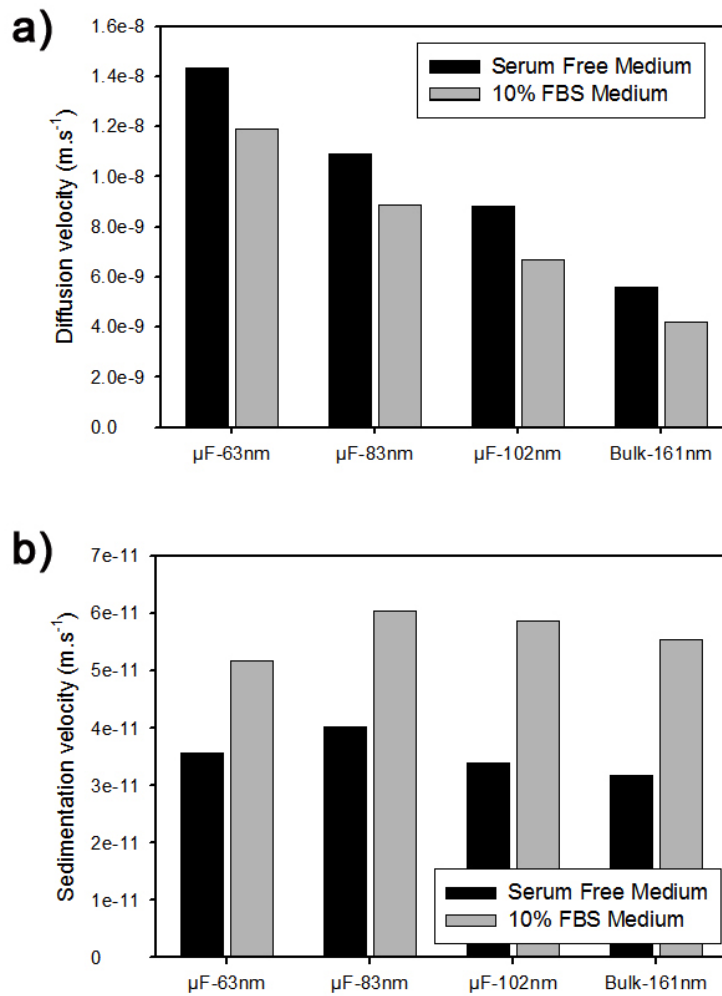 a)
Diffusion velocity (m.s⁻¹)
1.6e-8
1.4e-8
1.2e-8
1.0e-8
8.0e-9
6.0e-9
4.0e-9
2.0e-9
0.0
Serum Free Medium
10% FBS Medium
µF-63nm µF-83nm µF-102nm Bulk-161nm
b)
Sedimentation velocity (m.s⁻¹)
7e-11
6e-11
5e-11
4e-11
3e-11
2e-11
1e-11
0
Serum Free Medium
10% FBS Medium
µF-63nm µF-83nm µF-102nm Bulk-161nm